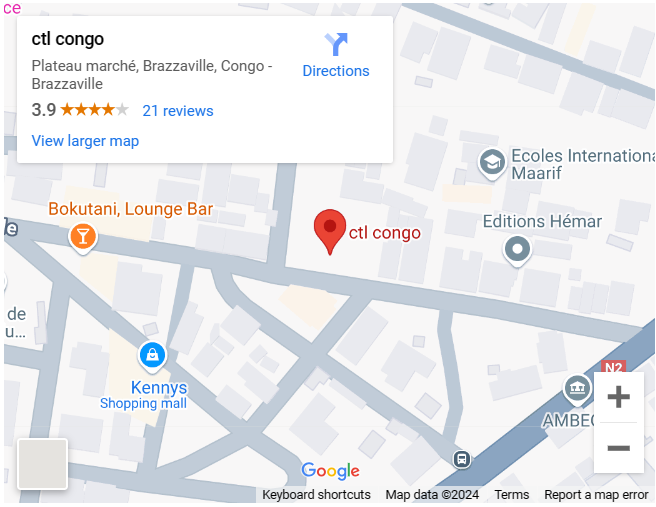 ce
ctl congo
Plateau marché, Brazzaville, Congo -
Brazzaville
Directions
3.9
21 reviews
View larger map
Ecoles Internationa
Maarif
Bokutani, Lounge Bar
Editions Hémar
ctl congo
de
u...
N2
Kennys
Shopping mall
AMBEC
+
−
Google
Keyboard shortcuts
Map data ©2024
Terms
Report a map error